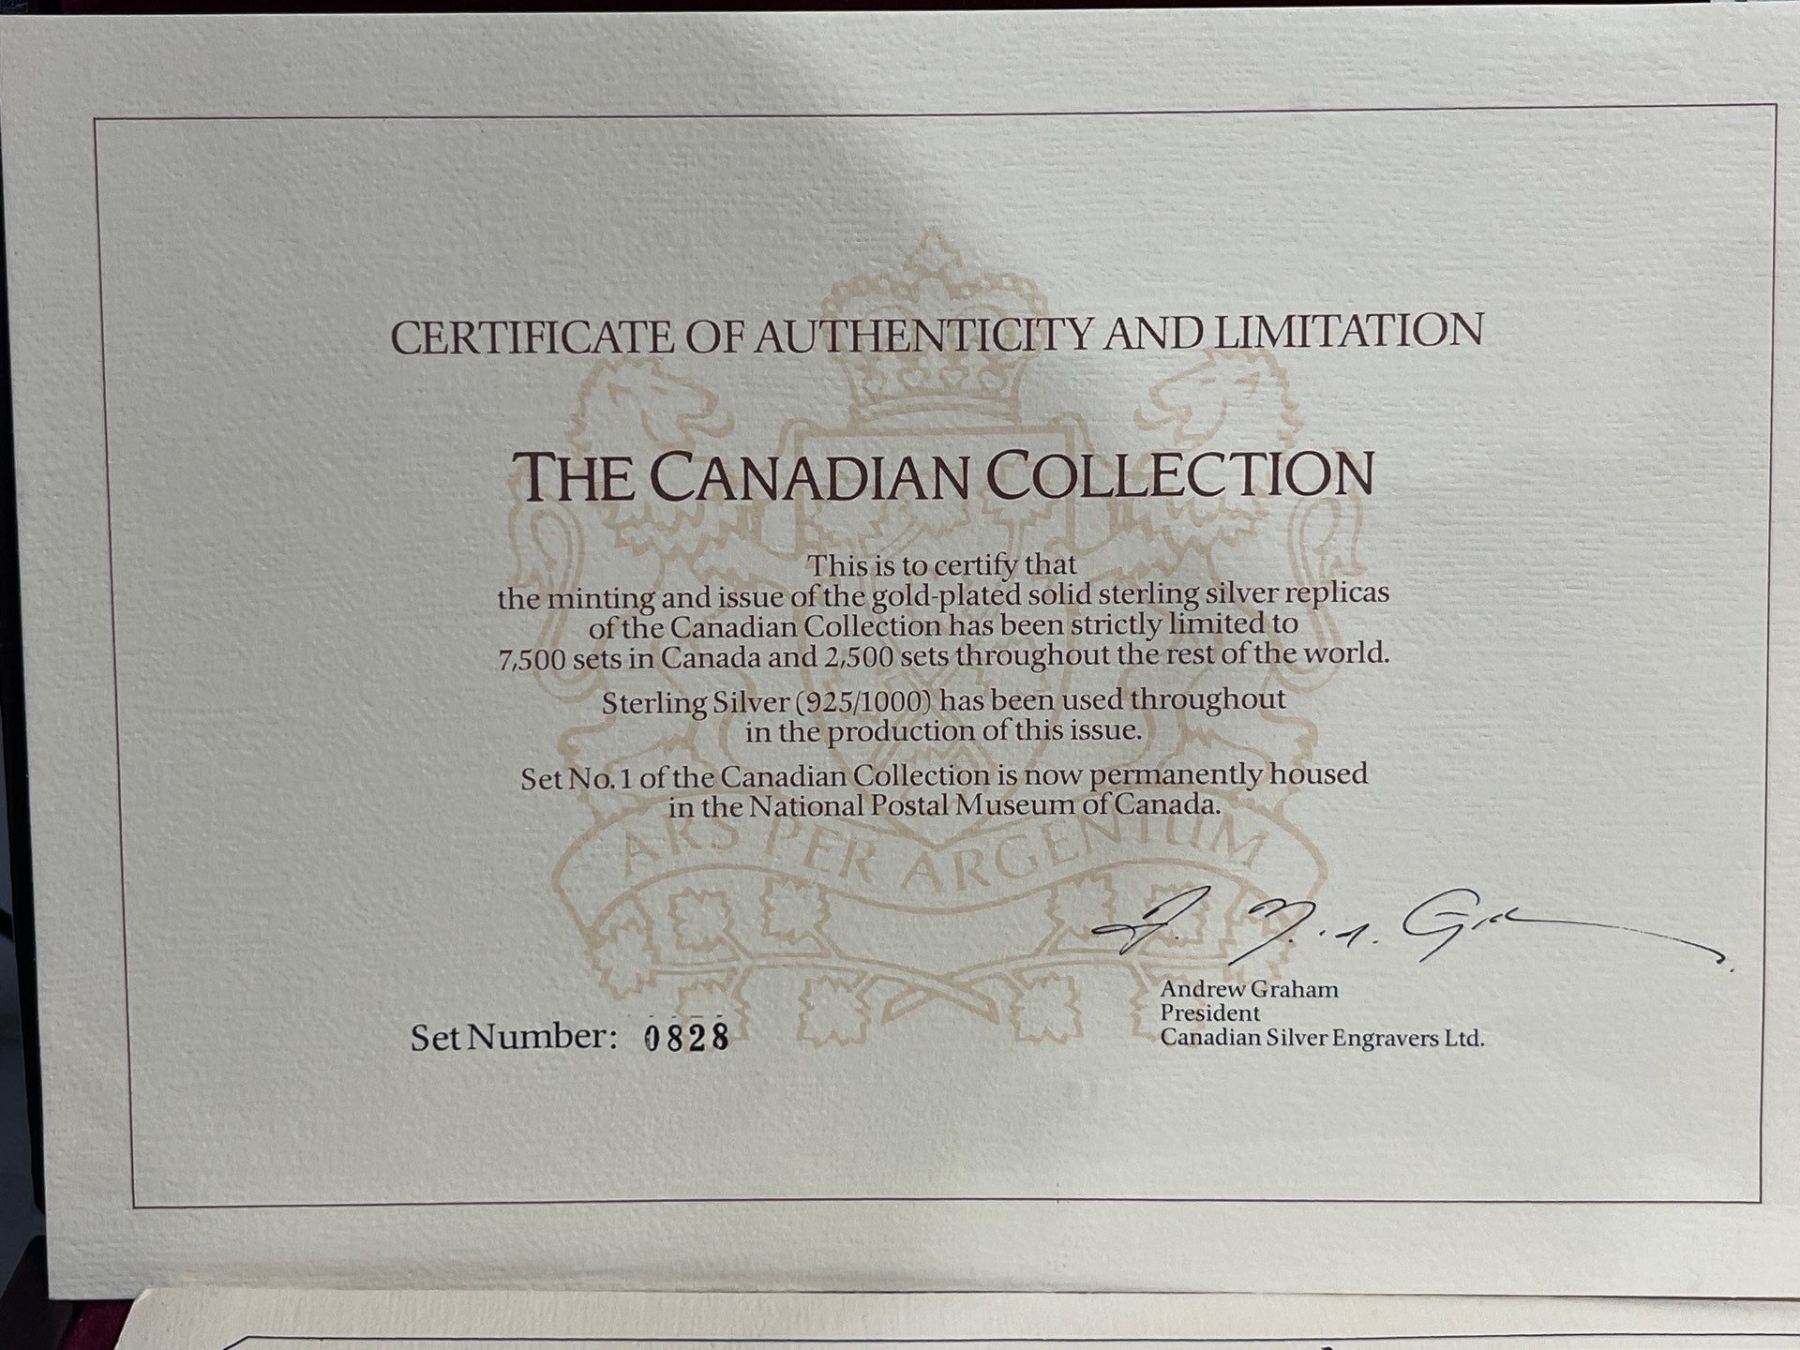 CERTIFICATE OF AUTHENTICITY AND LIMITATION
THE CANADIAN COLLECTION
This is to certify that
the minting and issue of the gold-plated solid sterling silver replicas
of the Canadian Collection has been strictly limited to
7,500 sets in Canada and 2,500 sets throughout the rest of the world.
Sterling Silver (925/1000) has been used throughout
in the production of this issue.
Set No. 1 of the Canadian Collection is now permanently housed
in the National Postal Museum of Canada.
ARS PER ARGENTUM
Andrew Graham
President
Canadian Silver Engravers Ltd.
Set Number: 0828